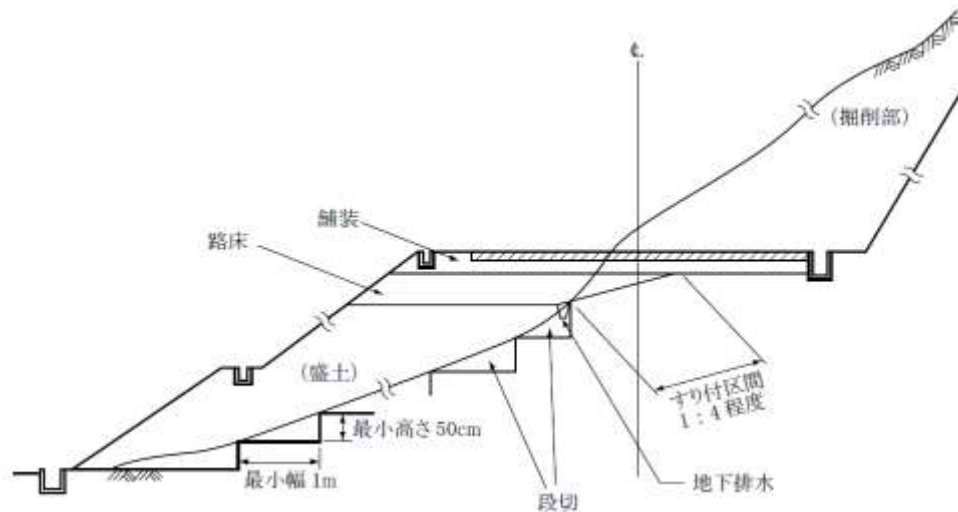 ℄
(掘削部)
舗装
路床
(盛土)
すり付区間
1:4程度
最小高さ50cm
最小幅1m
地下排水
段切